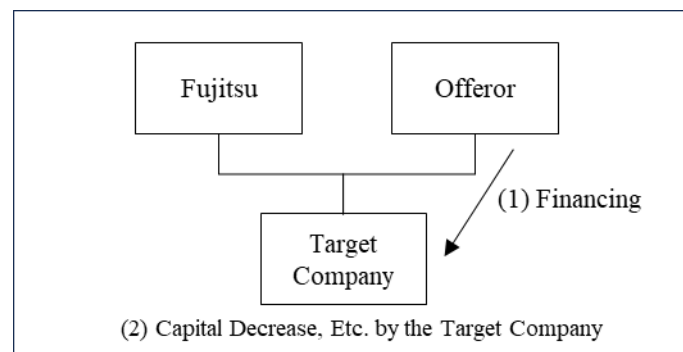 Fujitsu
Offeror
(1) Financing
Target
Company
(2) Capital Decrease, Etc. by the Target Company